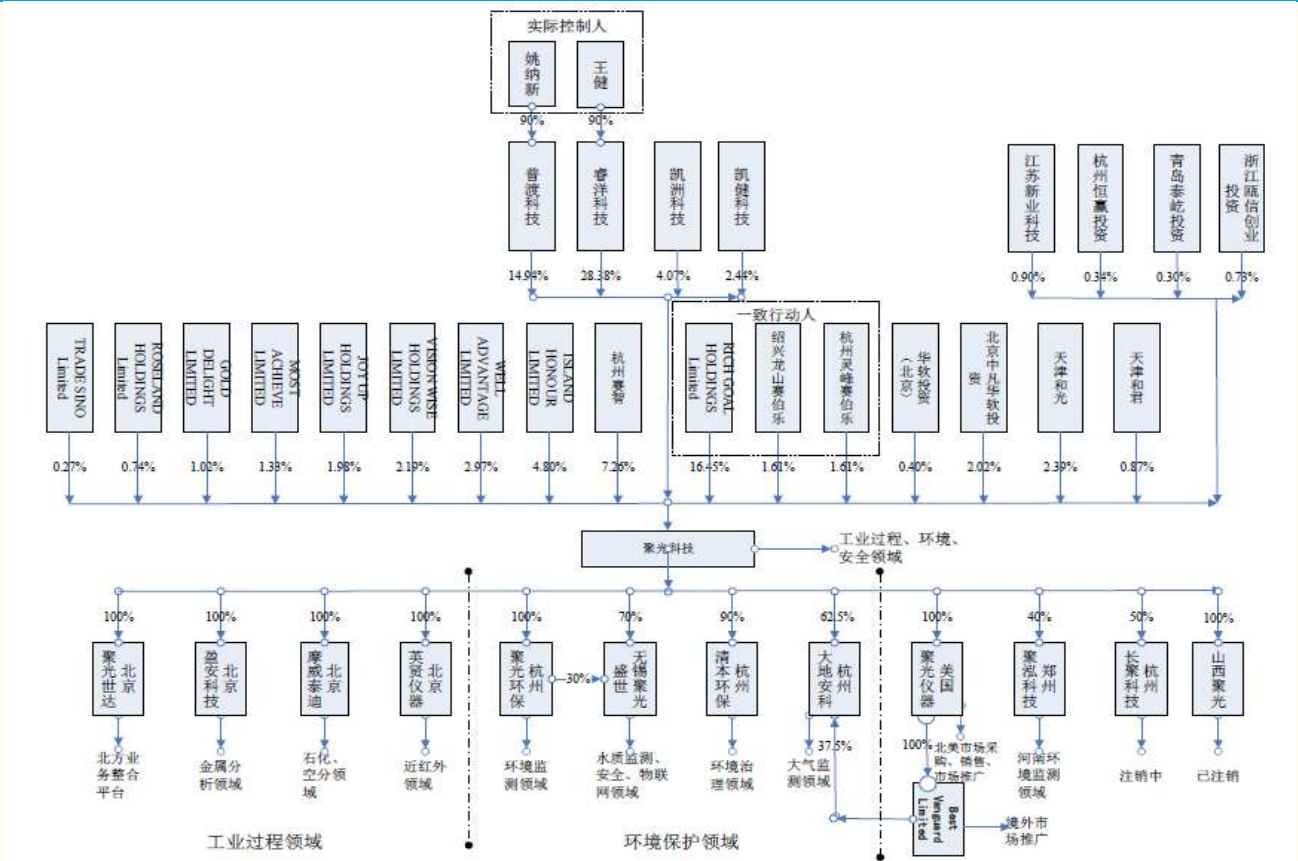 实际控制人
姚纳新
王健
90%
90%
普渡科技
睿洋科技
凯洲科技
凯健科技
江苏新业科技
杭州恒赢投资
青岛泰屹投资
浙江瓯信创业
投资
14.94%
28.38%
4.07%
2.44%
0.90%
0.34%
0.30%
0.73%
一致行动人
TRADE SINO
Limited
ROSELAND
HOLDINGS
Limited
GOLD
DELIGHT
LIMITED
MOST
ACHIEVE
LIMITED
JOY UP
HOLDINGS
LIMITED
VISION WISE
HOLDINGS
LIMITED
WELL
ADVANTAGE
LIMITED
ISLAND
HONOUR
LIMITED
杭州赛智
RICH GOAL
HOLDINGS
Limited
绍兴龙山赛伯乐
杭州灵峰赛伯乐
华软投资
（北京）
北京中凡华软投
资
天津和光
天津和君
0.27%
0.74%
1.02%
1.33%
1.98%
2.19%
2.97%
4.80%
7.26%
16.45%
1.61%
1.61%
0.40%
2.02%
2.39%
0.87%
聚光科技
工业过程、环境、
安全领域
100%
100%
100%
100%
100%
70%
90%
62.5%
100%
40%
50%
100%
北京
聚光世达
北京
盈安科技
北京
摩威泰迪
北京
英贤仪器
杭州
聚光环保
30%
无锡聚光
盛世
杭州
清本环保
杭州
大地安科
美国
聚光仪器
郑州
聚泓科技
杭州
长聚科技
山西聚光
37.5%
100%
北方业
务整合
平台
金属分
析领域
石化、
空分领
域
近红外
领域
环境监
测领域
水质监测、
安全、物联
网领域
环境治
理领域
大气监
测领域
北美市场采
购、销售、
市场推广
河南环
境监测
领域
注销中
已注销
Best
Vanguard
Limited
境外市
场推广
工业过程领域
环境保护领域